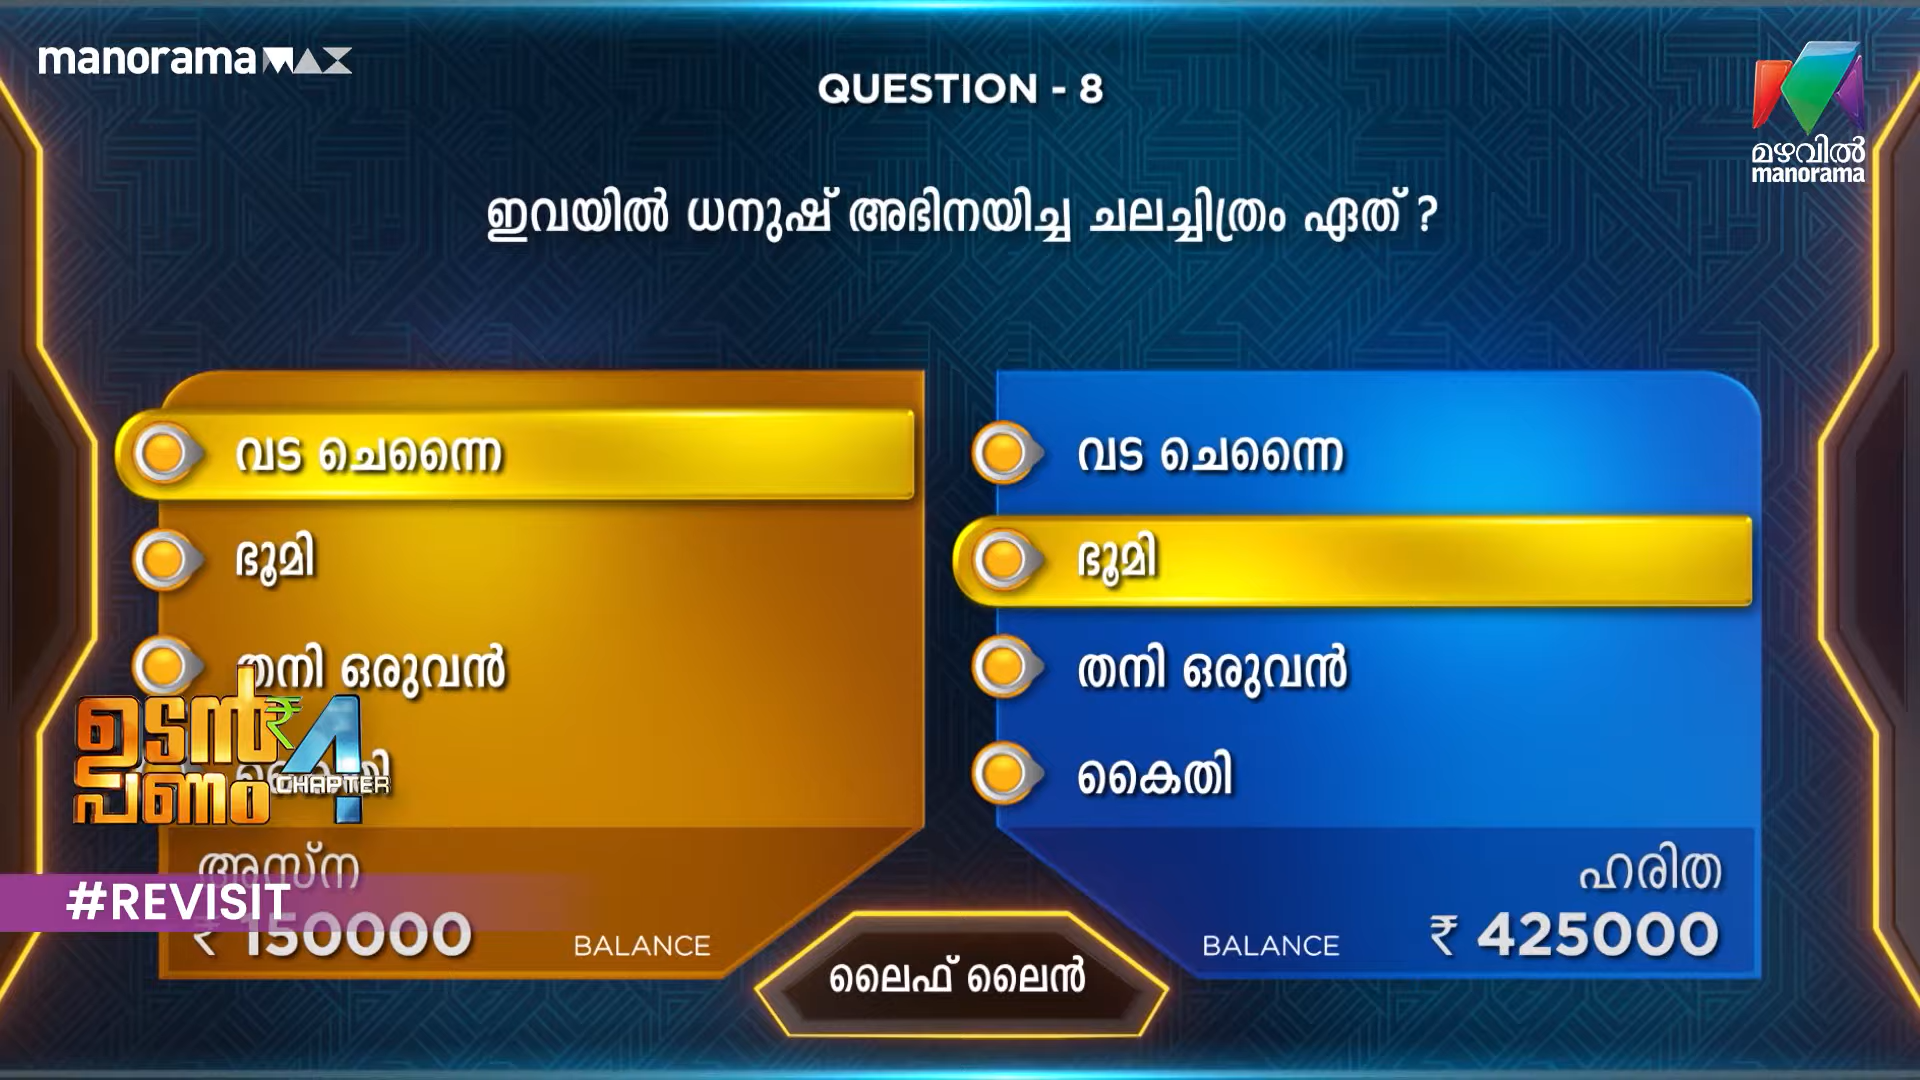 manorama MAX
QUESTION - 8
മഴവിൽ
manorama
ഇവയിൽ ധനുഷ് അഭിനയിച്ച ചലച്ചിത്രം ഏത് ?
വട ചെന്നൈ
ഭൂമി
തനി ഒരുവൻ
വട ചെന്നൈ
ഭൂമി
തനി ഒരുവൻ
കൈതി
ഉടൻ
പണം
CHAPTER 4
അസ്ന
#REVISIT
₹ 150000 BALANCE
ലൈഫ് ലൈൻ
ഹരിത
BALANCE ₹ 425000